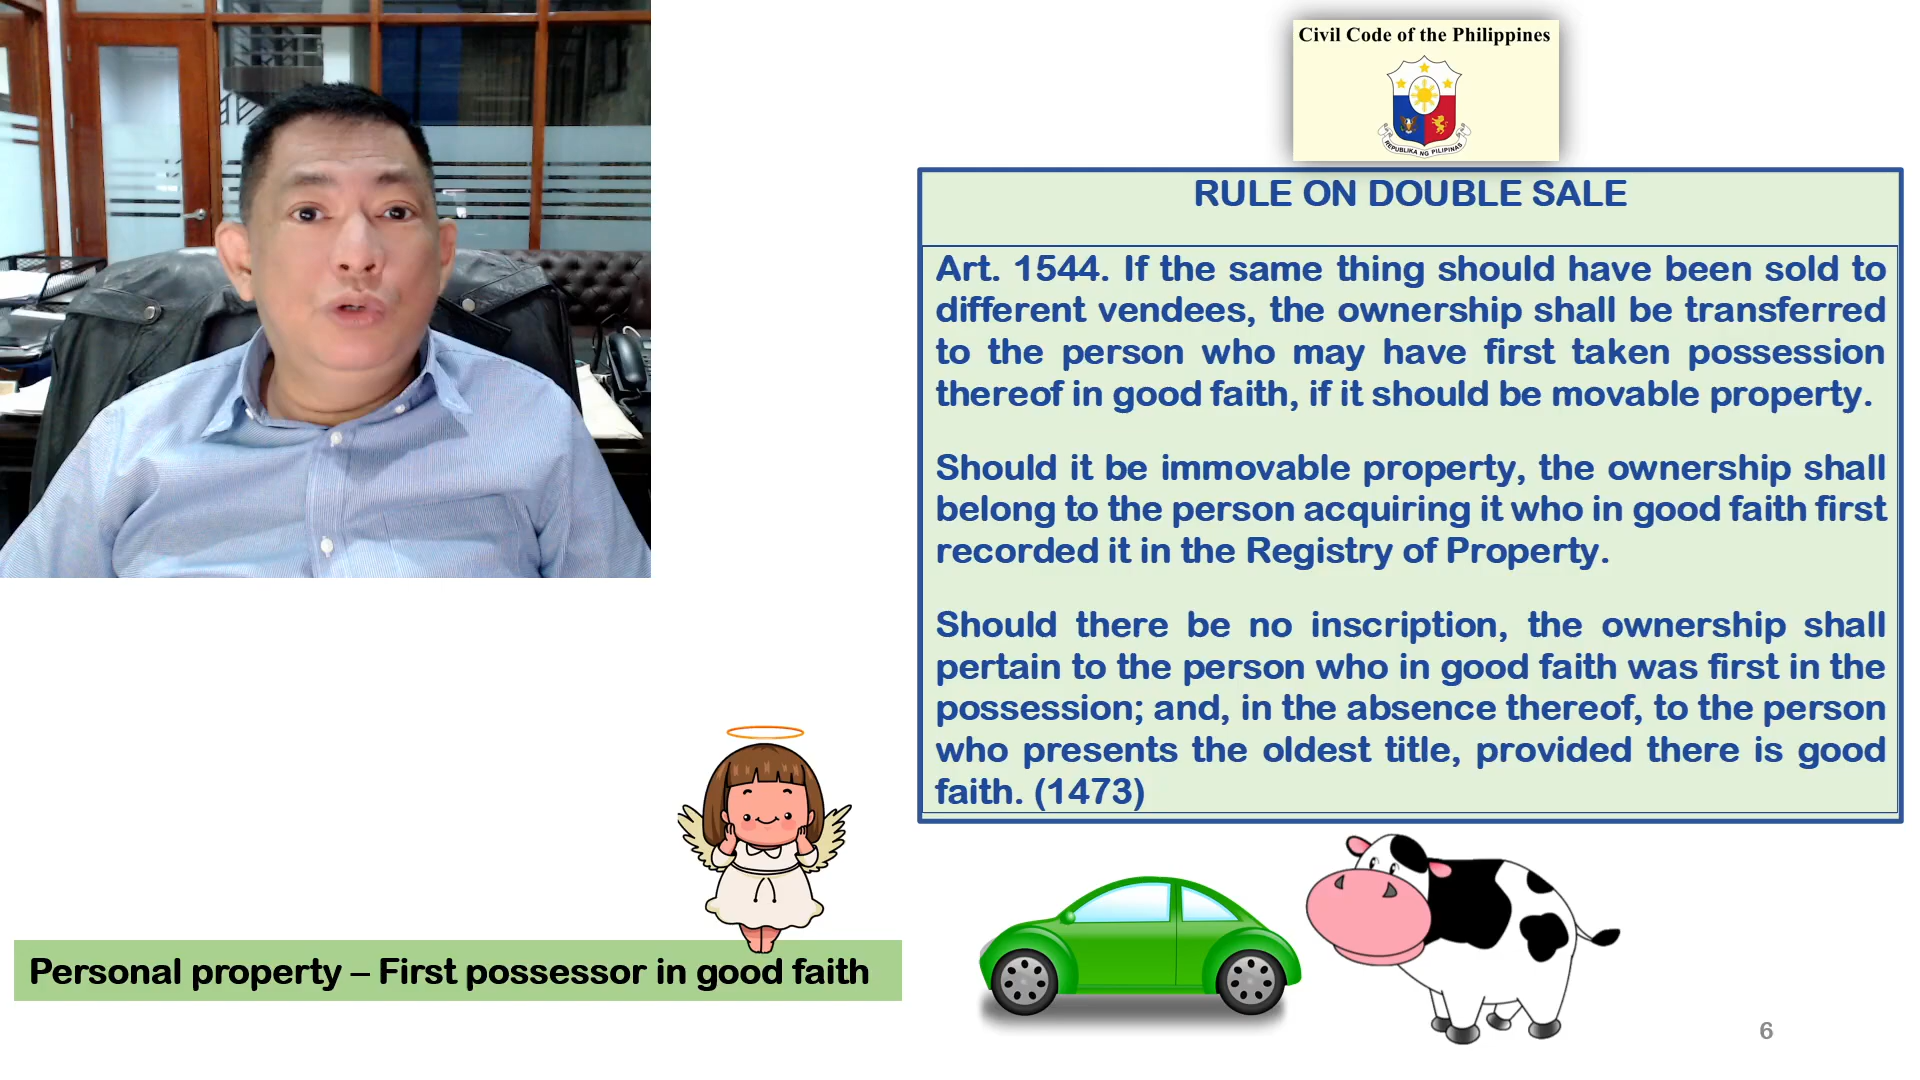 Civil Code of the Philippines
REPUBLIKA NG PILIPINAS
RULE ON DOUBLE SALE
Art. 1544. If the same thing should have been sold to
different vendees, the ownership shall be transferred
to the person who may have first taken possession
thereof in good faith, if it should be movable property.
Should it be immovable property, the ownership shall
belong to the person acquiring it who in good faith first
recorded it in the Registry of Property.
Should there be no inscription, the ownership shall
pertain to the person who in good faith was first in the
possession; and, in the absence thereof, to the person
who presents the oldest title, provided there is good
faith. (1473)
Personal property – First possessor in good faith
6